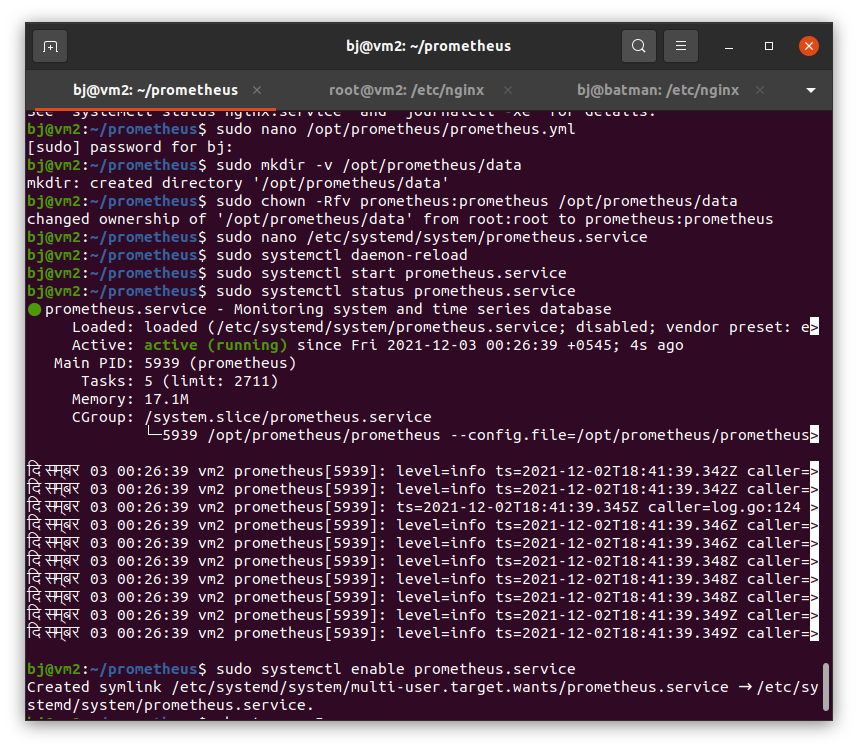 bj@vm2: ~/prometheus
bj@vm2: ~/prometheus × root@vm2: /etc/nginx × bj@batman: /etc/nginx ×
See "systemctl status nginx.service" and "journalctl -xe" for details.
bj@vm2:~/prometheus$ sudo nano /opt/prometheus/prometheus.yml
[sudo] password for bj:
bj@vm2:~/prometheus$ sudo mkdir -v /opt/prometheus/data
mkdir: created directory '/opt/prometheus/data'
bj@vm2:~/prometheus$ sudo chown -Rfv prometheus:prometheus /opt/prometheus/data
changed ownership of '/opt/prometheus/data' from root:root to prometheus:prometheus
bj@vm2:~/prometheus$ sudo nano /etc/systemd/system/prometheus.service
bj@vm2:~/prometheus$ sudo systemctl daemon-reload
bj@vm2:~/prometheus$ sudo systemctl start prometheus.service
bj@vm2:~/prometheus$ sudo systemctl status prometheus.service
● prometheus.service - Monitoring system and time series database
Loaded: loaded (/etc/systemd/system/prometheus.service; disabled; vendor preset: e>
Active: active (running) since Fri 2021-12-03 00:26:39 +0545; 4s ago
Main PID: 5939 (prometheus)
Tasks: 5 (limit: 2711)
Memory: 17.1M
CGroup: /system.slice/prometheus.service
└─5939 /opt/prometheus/prometheus --config.file=/opt/prometheus/prometheus>
दिसम्बर 03 00:26:39 vm2 prometheus[5939]: level=info ts=2021-12-02T18:41:39.342Z caller=>
दिसम्बर 03 00:26:39 vm2 prometheus[5939]: level=info ts=2021-12-02T18:41:39.342Z caller=>
दिसम्बर 03 00:26:39 vm2 prometheus[5939]: ts=2021-12-02T18:41:39.345Z caller=log.go:124 >
दिसम्बर 03 00:26:39 vm2 prometheus[5939]: level=info ts=2021-12-02T18:41:39.346Z caller=>
दिसम्बर 03 00:26:39 vm2 prometheus[5939]: level=info ts=2021-12-02T18:41:39.346Z caller=>
दिसम्बर 03 00:26:39 vm2 prometheus[5939]: level=info ts=2021-12-02T18:41:39.348Z caller=>
दिसम्बर 03 00:26:39 vm2 prometheus[5939]: level=info ts=2021-12-02T18:41:39.348Z caller=>
दिसम्बर 03 00:26:39 vm2 prometheus[5939]: level=info ts=2021-12-02T18:41:39.348Z caller=>
दिसम्बर 03 00:26:39 vm2 prometheus[5939]: level=info ts=2021-12-02T18:41:39.349Z caller=>
दिसम्बर 03 00:26:39 vm2 prometheus[5939]: level=info ts=2021-12-02T18:41:39.349Z caller=>
bj@vm2:~/prometheus$ sudo systemctl enable prometheus.service
Created symlink /etc/systemd/system/multi-user.target.wants/prometheus.service → /etc/sy
stemd/system/prometheus.service.